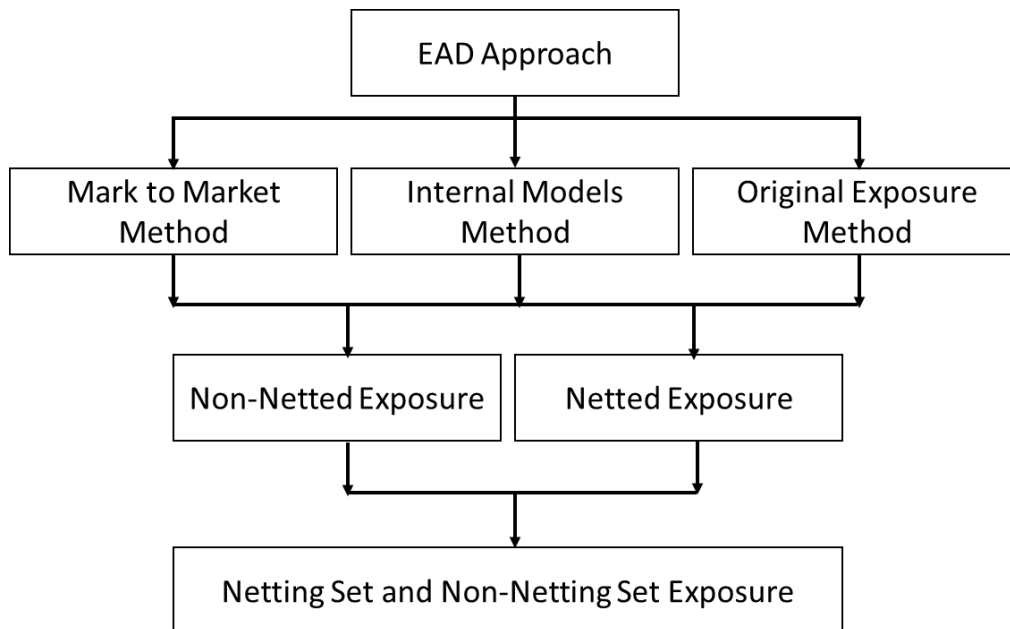 EAD Approach
Mark to Market
Method
Internal Models
Method
Original Exposure
Method
Non-Netted Exposure
Netted Exposure
Netting Set and Non-Netting Set Exposure